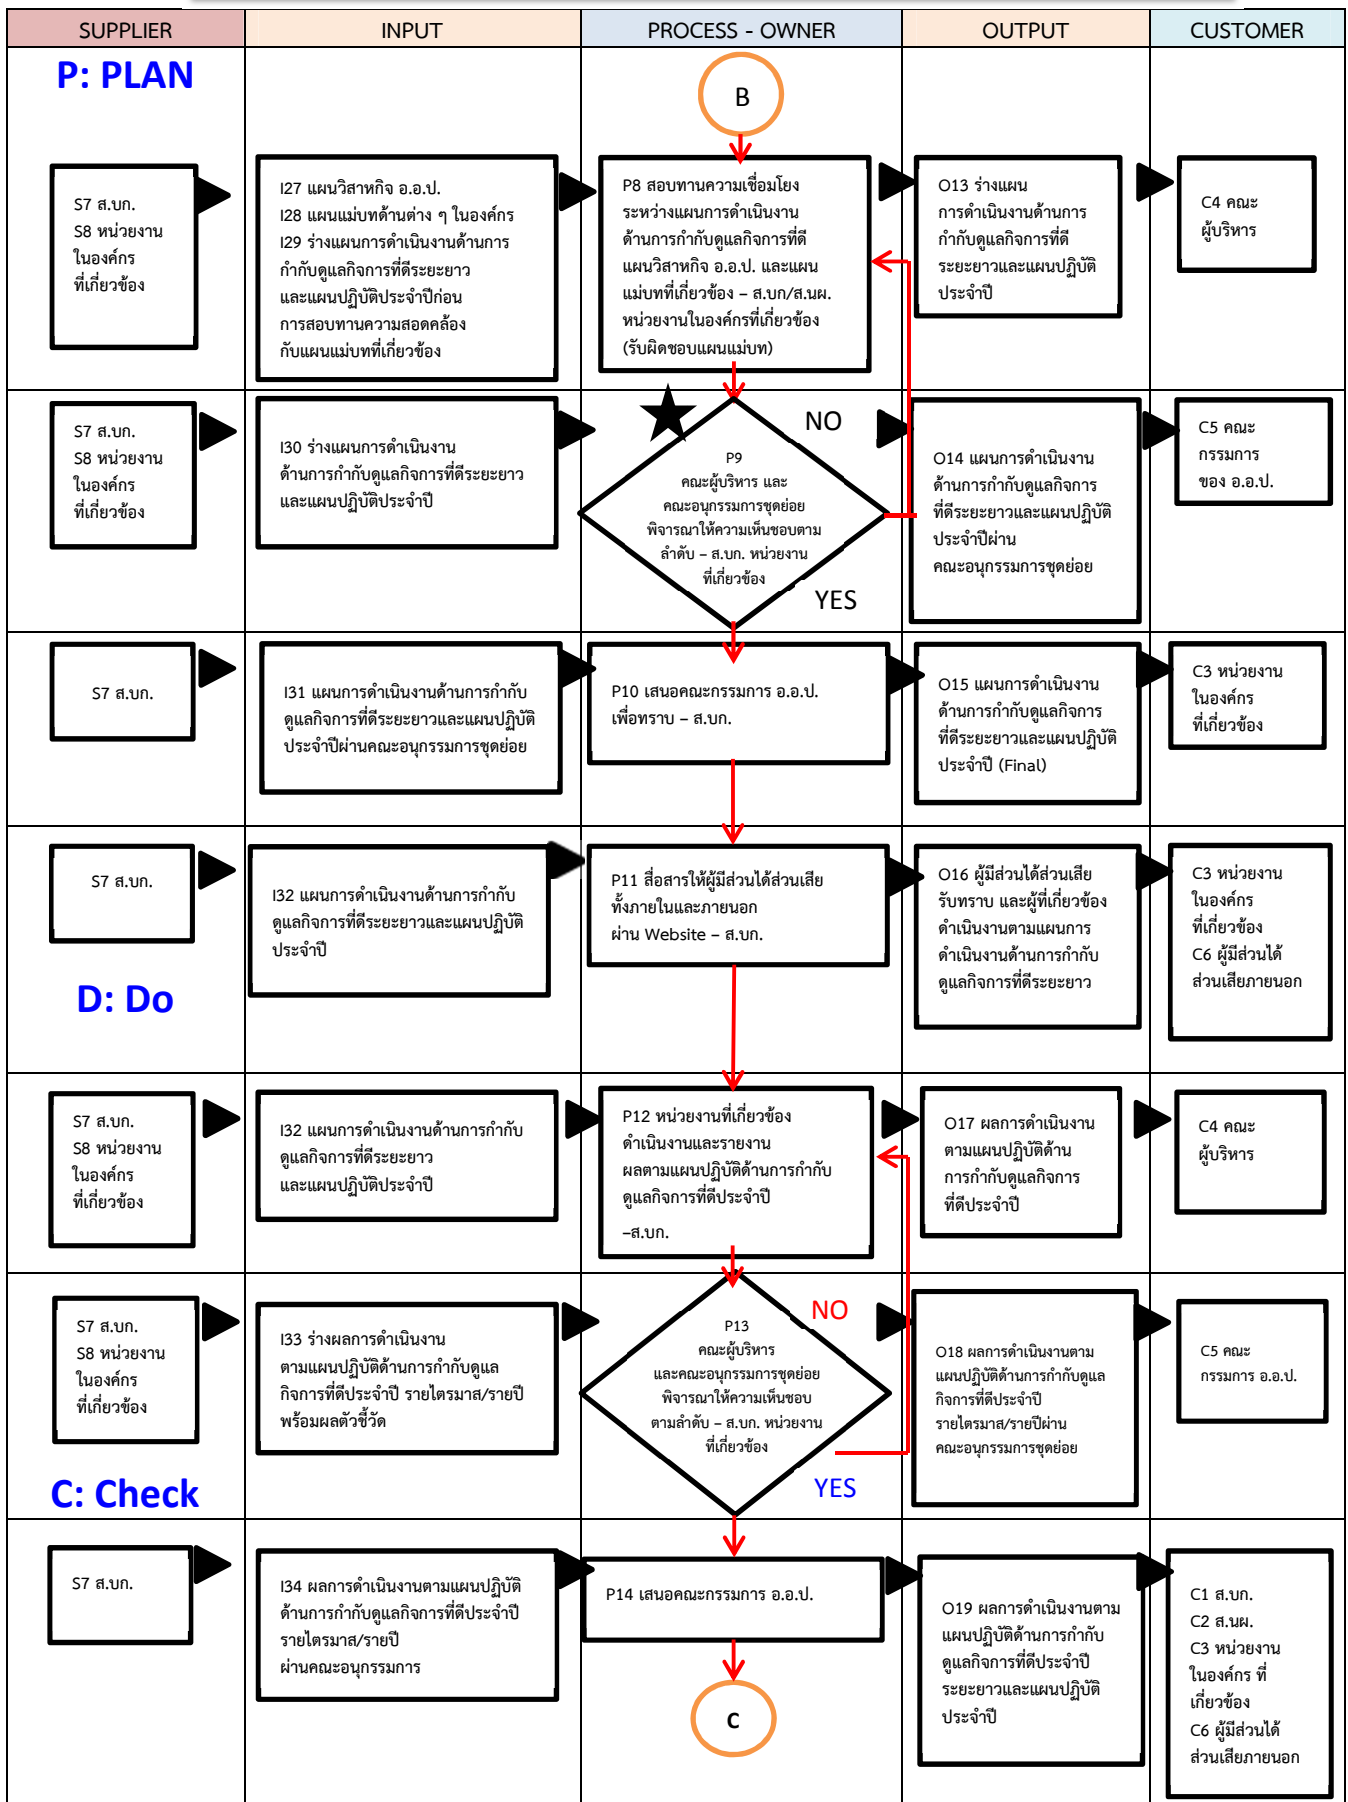 SUPPLIER
INPUT
PROCESS - OWNER
OUTPUT
CUSTOMER
P: PLAN
B
S7 ส.บก.
S8 หน่วยงาน
ในองค์กร
ที่เกี่ยวข้อง
I27 แผนวิสาหกิจ อ.อ.ป.
I28 แผนแม่บทด้านต่าง ๆ ในองค์กร
I29 ร่างแผนการดำเนินงานด้านการ
กำกับดูแลกิจการที่ดีระยะยาว
และแผนปฏิบัติประจำปีก่อน
การสอบทานความสอดคล้อง
กับแผนแม่บทที่เกี่ยวข้อง
P8 สอบทานความเชื่อมโยง
ระหว่างแผนการดำเนินงาน
ด้านการกำกับดูแลกิจการที่ดี
แผนวิสาหกิจ อ.อ.ป. และแผน
แม่บทที่เกี่ยวข้อง – ส.บก/ส.นผ.
หน่วยงานในองค์กรที่เกี่ยวข้อง
(รับผิดชอบแผนแม่บท)
O13 ร่างแผน
การดำเนินงานด้านการ
กำกับดูแลกิจการที่ดี
ระยะยาวและแผนปฏิบัติ
ประจำปี
C4 คณะ
ผู้บริหาร
S7 ส.บก.
S8 หน่วยงาน
ในองค์กร
ที่เกี่ยวข้อง
I30 ร่างแผนการดำเนินงาน
ด้านการกำกับดูแลกิจการที่ดีระยะยาว
และแผนปฏิบัติประจำปี
NO
P9
คณะผู้บริหาร และ
คณะอนุกรรมการชุดย่อย
พิจารณาให้ความเห็นชอบตาม
ลำดับ – ส.บก. หน่วยงาน
ที่เกี่ยวข้อง
YES
O14 แผนการดำเนินงาน
ด้านการกำกับดูแลกิจการ
ที่ดีระยะยาวและแผนปฏิบัติ
ประจำปีผ่าน
คณะอนุกรรมการชุดย่อย
C5 คณะ
กรรมการ
ของ อ.อ.ป.
S7 ส.บก.
I31 แผนการดำเนินงานด้านการกำกับ
ดูแลกิจการที่ดีระยะยาวและแผนปฏิบัติ
ประจำปีผ่านคณะอนุกรรมการชุดย่อย
P10 เสนอคณะกรรมการ อ.อ.ป.
เพื่อทราบ – ส.บก.
O15 แผนการดำเนินงาน
ด้านการกำกับดูแลกิจการ
ที่ดีระยะยาวและแผนปฏิบัติ
ประจำปี (Final)
C3 หน่วยงาน
ในองค์กร
ที่เกี่ยวข้อง
S7 ส.บก.
D: Do
I32 แผนการดำเนินงานด้านการกำกับ
ดูแลกิจการที่ดีระยะยาวและแผนปฏิบัติ
ประจำปี
P11 สื่อสารให้ผู้มีส่วนได้ส่วนเสีย
ทั้งภายในและภายนอก
ผ่าน Website – ส.บก.
O16 ผู้มีส่วนได้ส่วนเสีย
รับทราบ และผู้ที่เกี่ยวข้อง
ดำเนินงานตามแผนการ
ดำเนินงานด้านการกำกับ
ดูแลกิจการที่ดีระยะยาว
C3 หน่วยงาน
ในองค์กร
ที่เกี่ยวข้อง
C6 ผู้มีส่วนได้
ส่วนเสียภายนอก
S7 ส.บก.
S8 หน่วยงาน
ในองค์กร
ที่เกี่ยวข้อง
I32 แผนการดำเนินงานด้านการกำกับ
ดูแลกิจการที่ดีระยะยาว
และแผนปฏิบัติประจำปี
P12 หน่วยงานที่เกี่ยวข้อง
ดำเนินงานและรายงาน
ผลตามแผนปฏิบัติด้านการกำกับ
ดูแลกิจการที่ดีประจำปี
–ส.บก.
O17 ผลการดำเนินงาน
ตามแผนปฏิบัติด้าน
การกำกับดูแลกิจการ
ที่ดีประจำปี
C4 คณะ
ผู้บริหาร
S7 ส.บก.
S8 หน่วยงาน
ในองค์กร
ที่เกี่ยวข้อง
C: Check
I33 ร่างผลการดำเนินงาน
ตามแผนปฏิบัติด้านการกำกับดูแล
กิจการที่ดีประจำปี รายไตรมาส/รายปี
พร้อมผลตัวชี้วัด
NO
P13
คณะผู้บริหาร
และคณะอนุกรรมการชุดย่อย
พิจารณาให้ความเห็นชอบ
ตามลำดับ – ส.บก. หน่วยงาน
ที่เกี่ยวข้อง
YES
O18 ผลการดำเนินงานตาม
แผนปฏิบัติด้านการกำกับดูแล
กิจการที่ดีประจำปี
รายไตรมาส/รายปีผ่าน
คณะอนุกรรมการชุดย่อย
C5 คณะ
กรรมการ อ.อ.ป.
S7 ส.บก.
I34 ผลการดำเนินงานตามแผนปฏิบัติ
ด้านการกำกับดูแลกิจการที่ดีประจำปี
รายไตรมาส/รายปี
ผ่านคณะอนุกรรมการ
P14 เสนอคณะกรรมการ อ.อ.ป.
C
O19 ผลการดำเนินงานตาม
แผนปฏิบัติด้านการกำกับ
ดูแลกิจการที่ดีประจำปี
ระยะยาวและแผนปฏิบัติ
ประจำปี
C1 ส.บก.
C2 ส.นผ.
C3 หน่วยงาน
ในองค์กร ที่
เกี่ยวข้อง
C6 ผู้มีส่วนได้
ส่วนเสียภายนอก